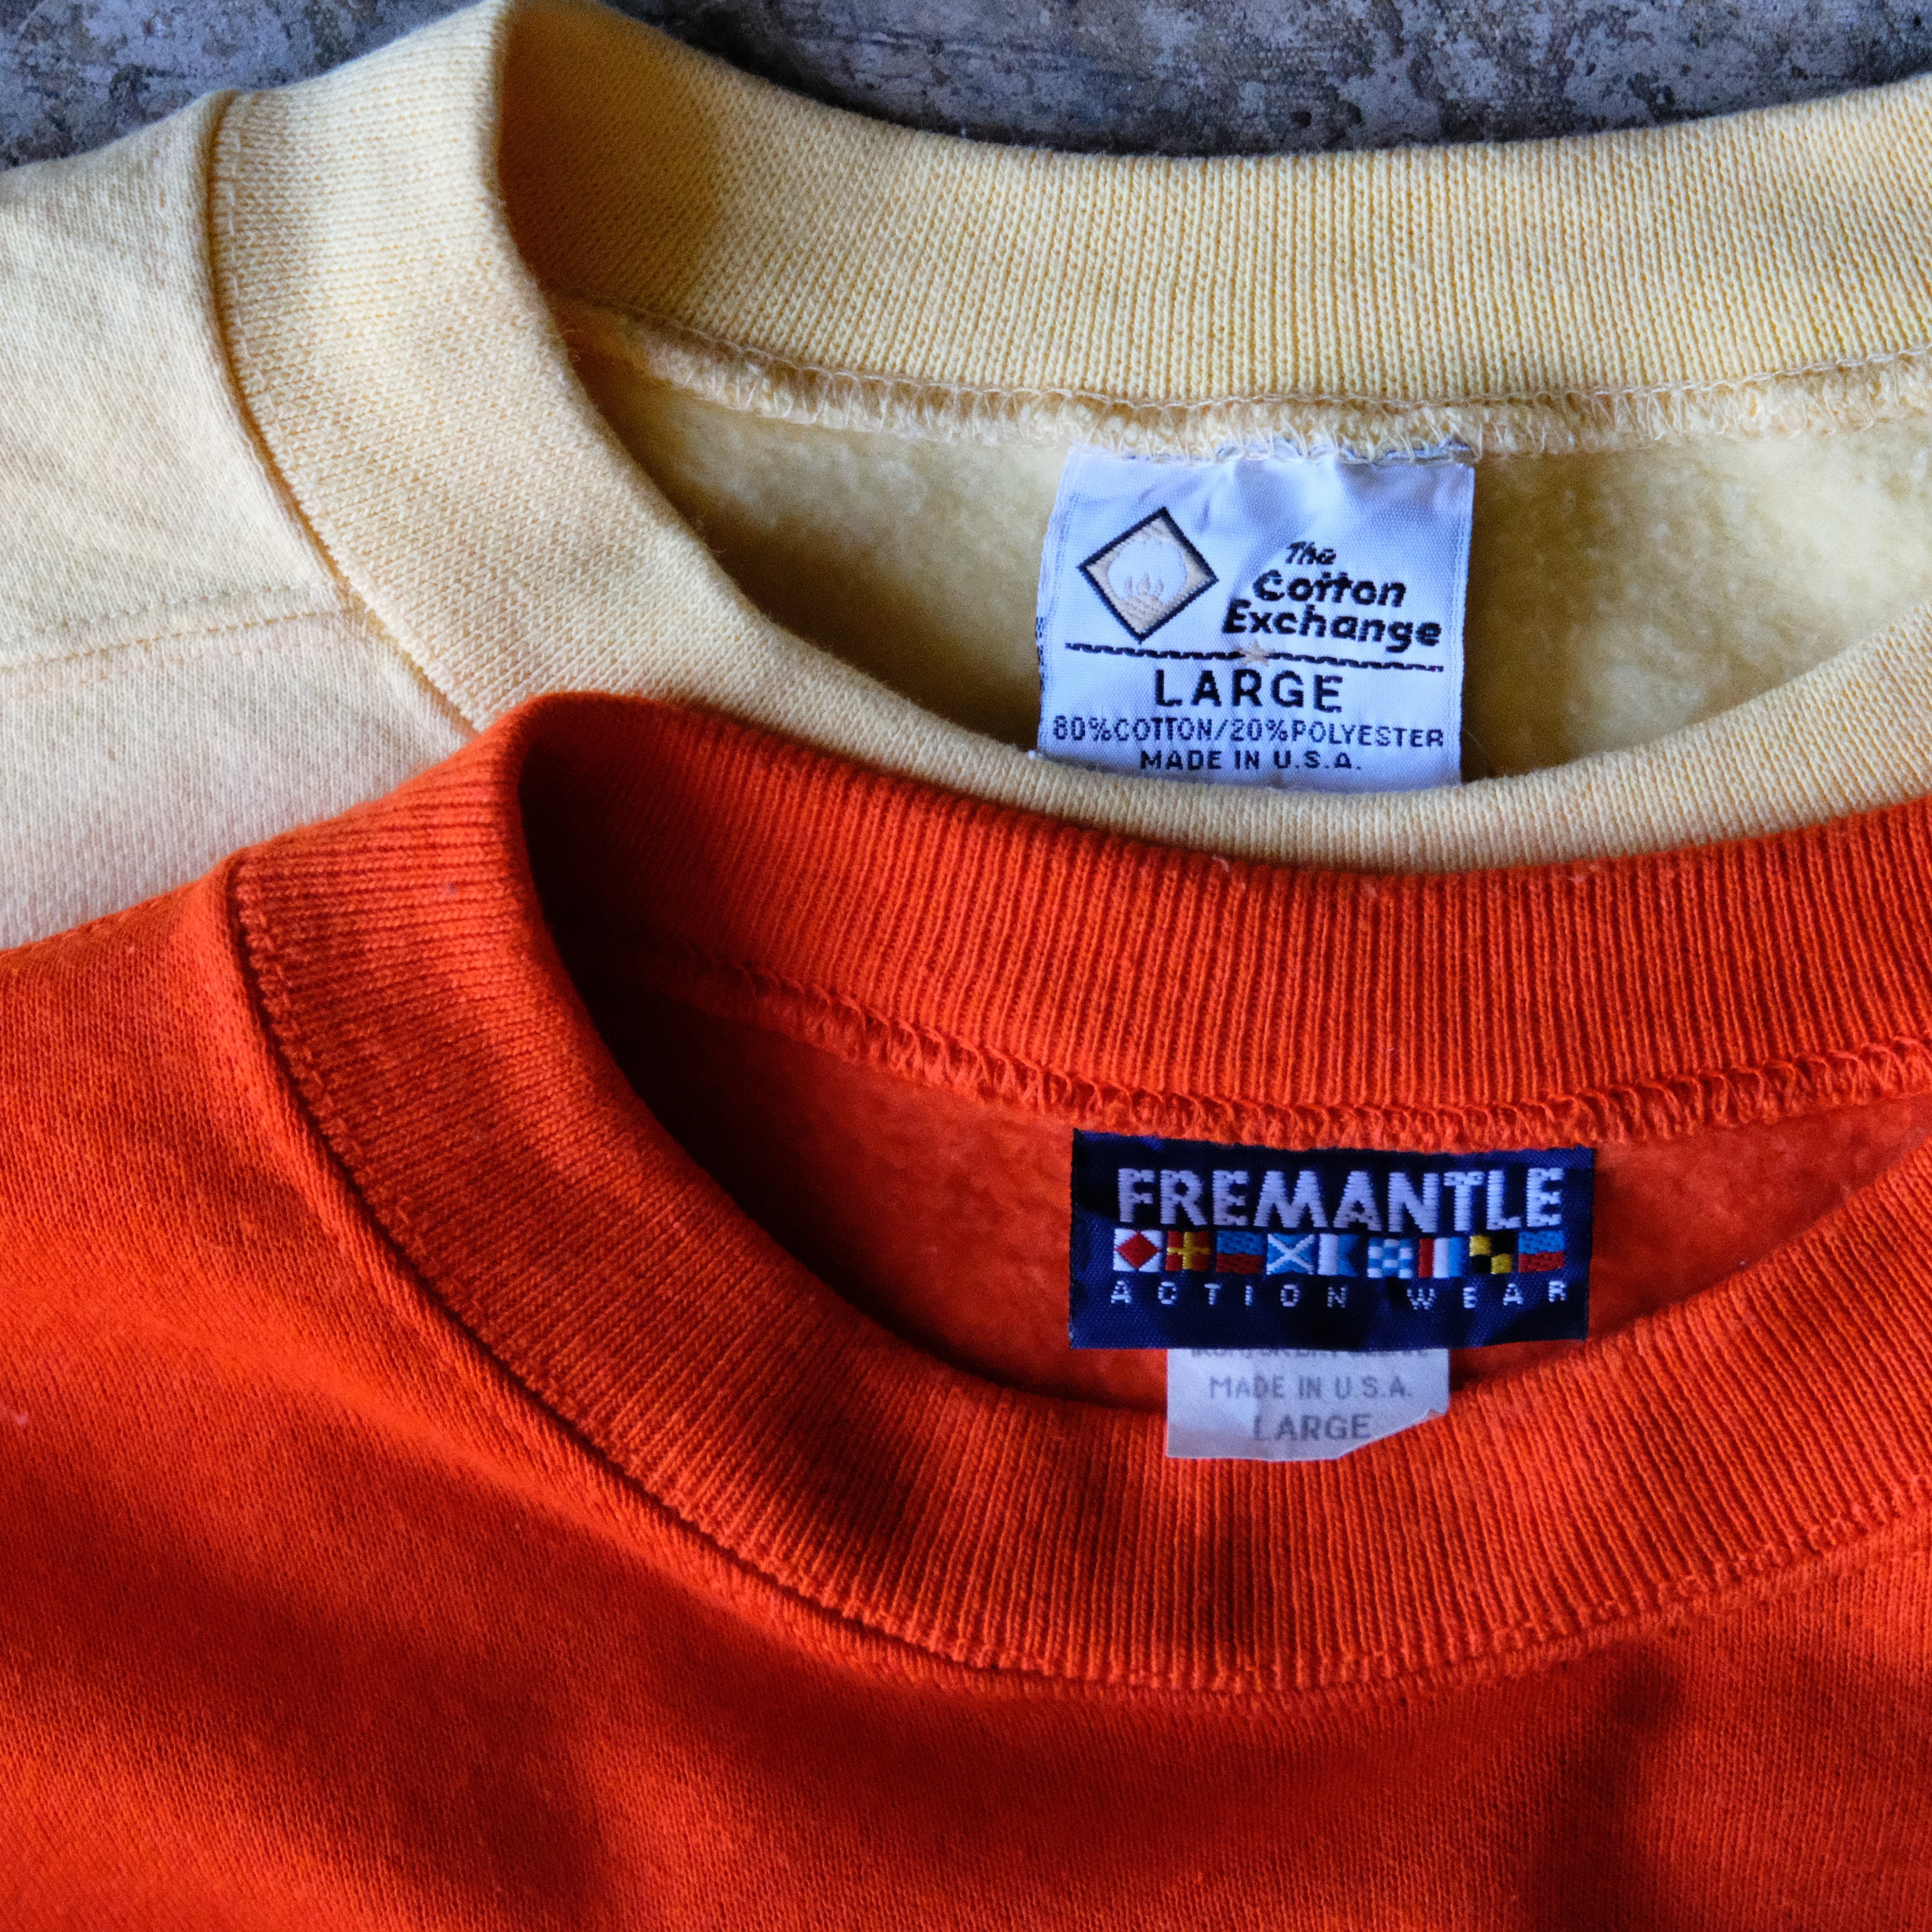 The
Cotton
Exchange
LARGE
80%COTTON/20%POLYESTER
MADE IN U.S.A.
FREMANTLE
ACTION WEAR
MADE IN U.S.A.
LARGE